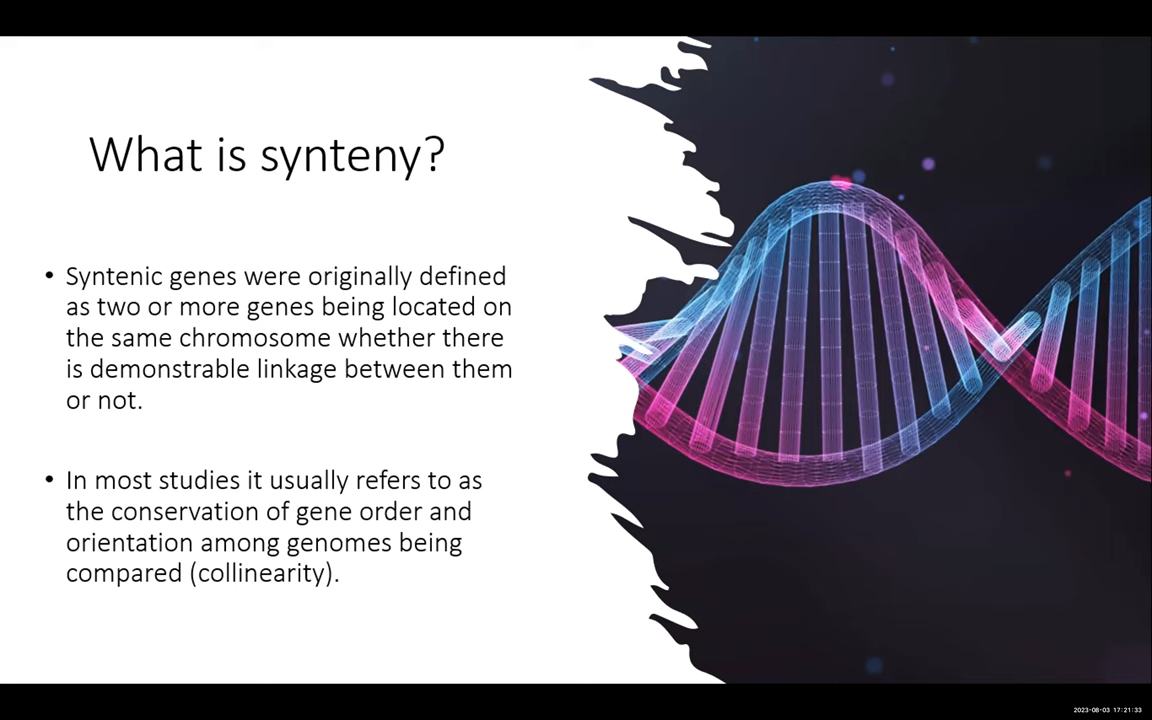 What is synteny?
• Syntenic genes were originally defined
as two or more genes being located on
the same chromosome whether there
is demonstrable linkage between them
or not.
• In most studies it usually refers to as
the conservation of gene order and
orientation among genomes being
compared (collinearity).
2023-08-03 17:21:33